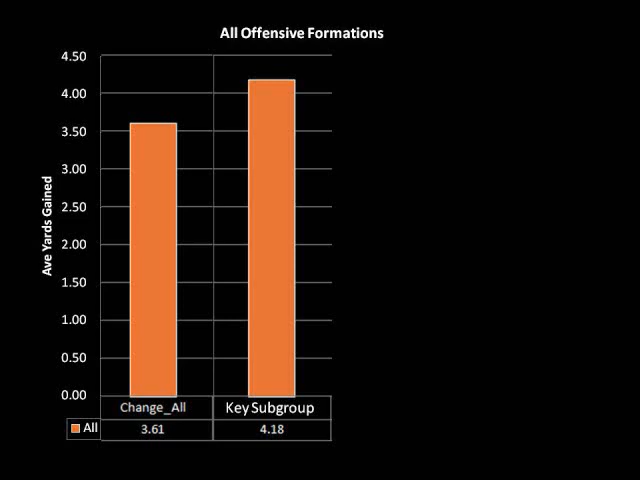 All Offensive Formations
4.50
4.00
3.50
3.00
2.50
2.00
1.50
1.00
0.50
0.00
Ave Yards Gained
Change_All Key Subgroup
All 3.61 4.18